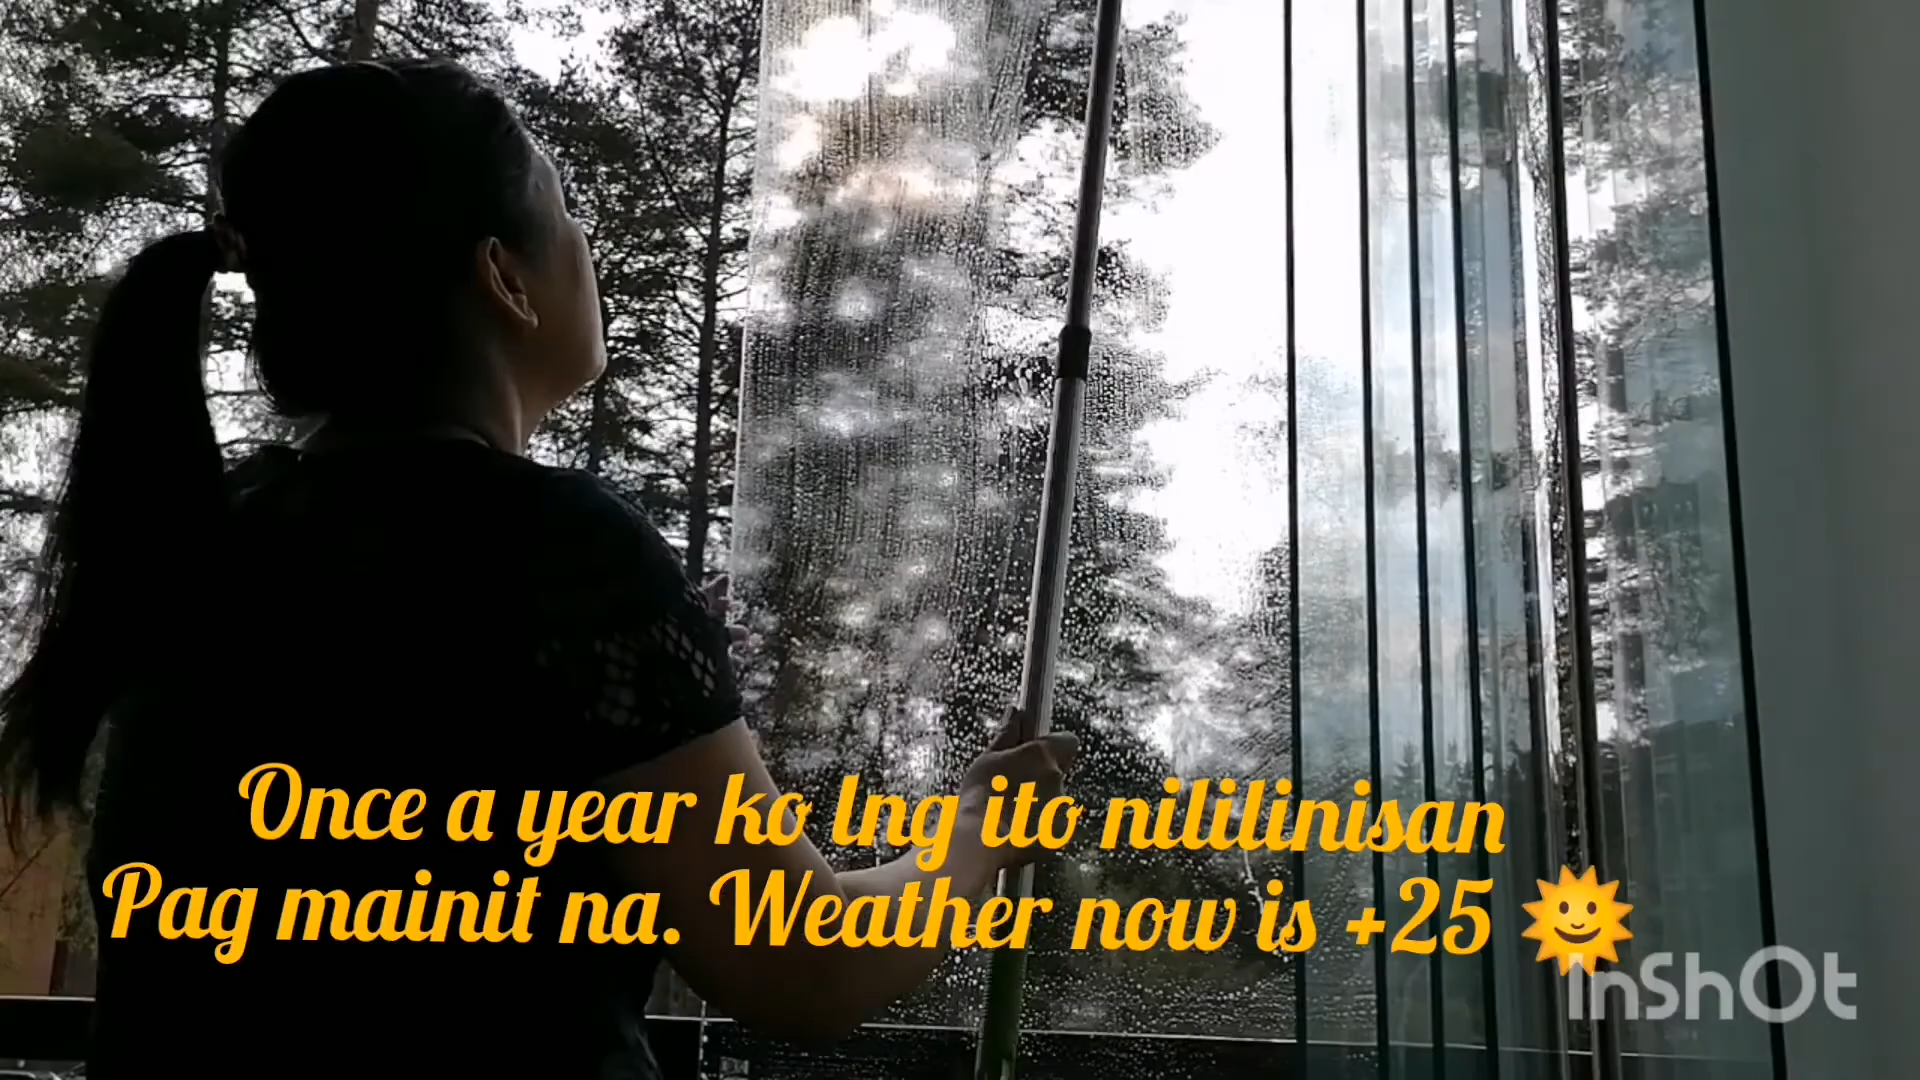 Once a year ko lng ito nililinisan
Pag mainit na. Weather now is +25 🌞
InShOt